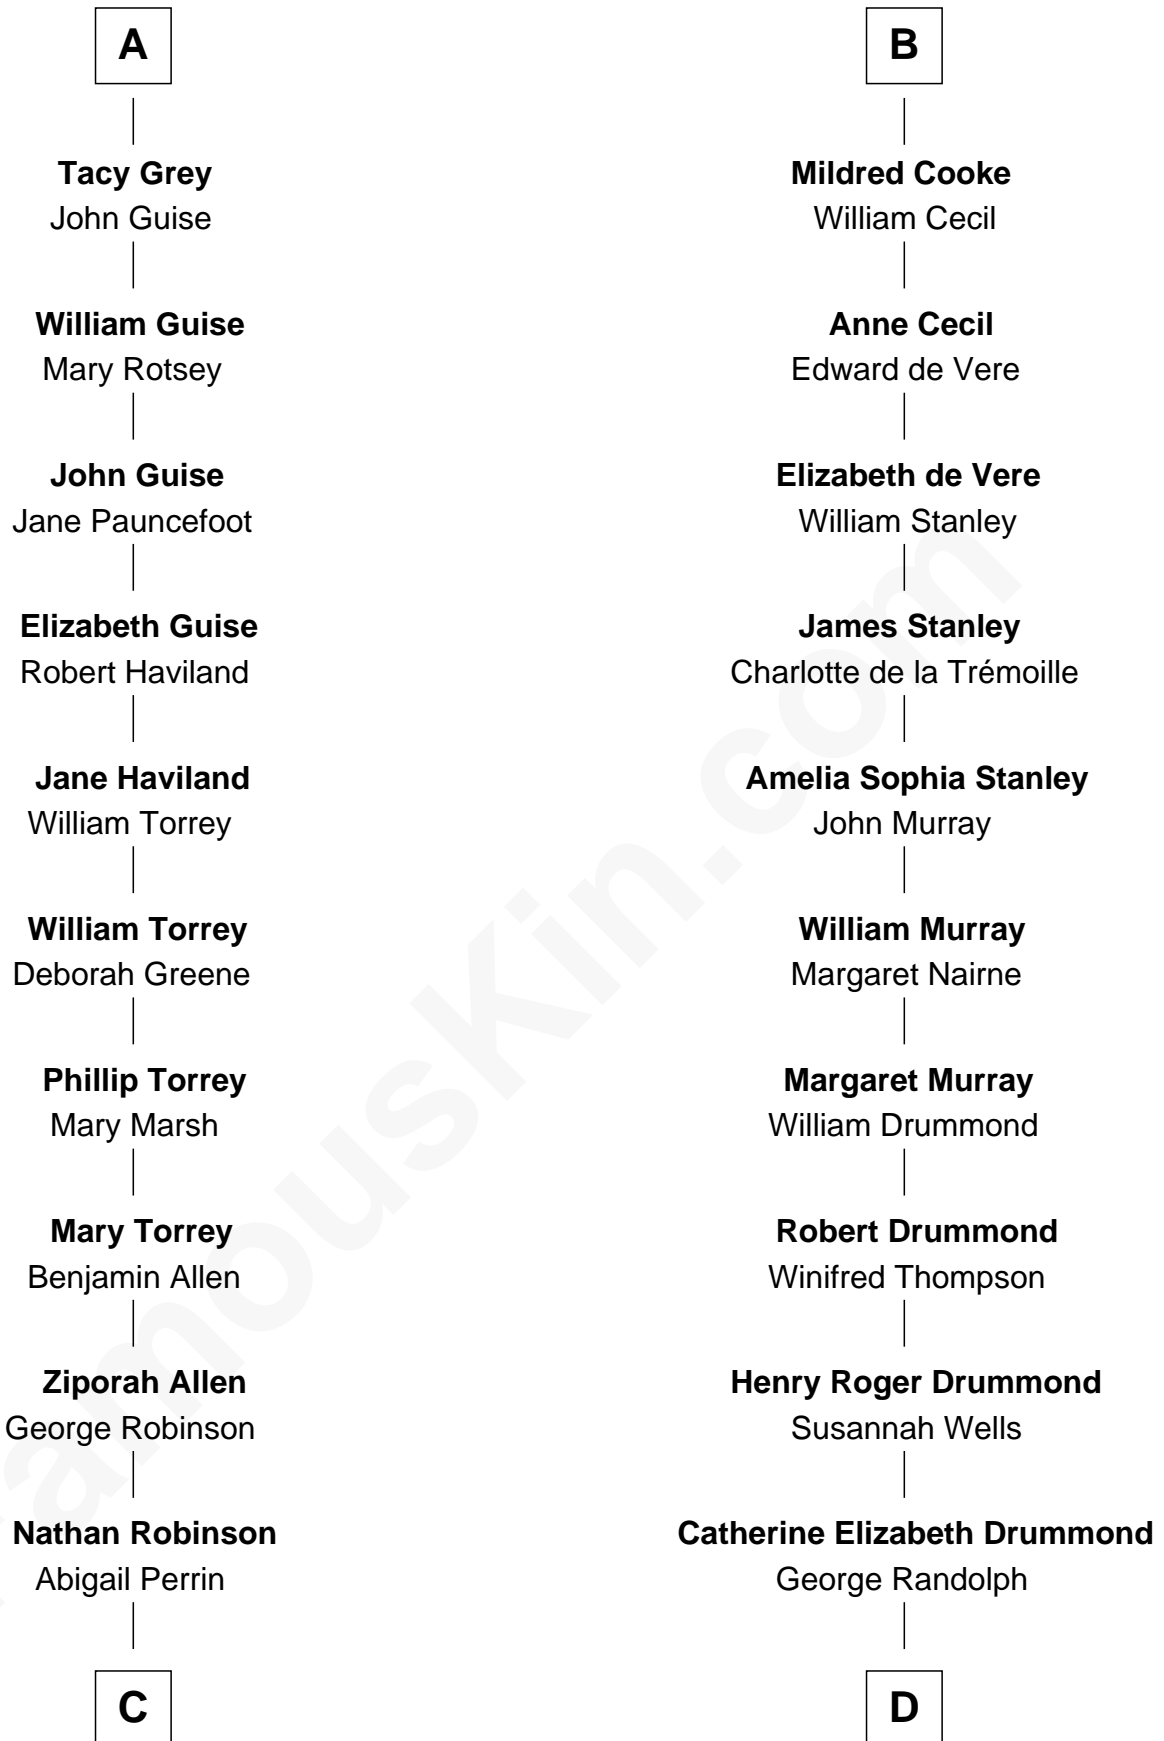 A
Tacy Grey
John Guise
William Guise
Mary Rotsey
John Guise
Jane Pauncefoot
Elizabeth Guise
Robert Haviland
Jane Haviland
William Torrey
William Torrey
Deborah Greene
Phillip Torrey
Mary Marsh
Mary Torrey
Benjamin Allen
Ziporah Allen
George Robinson
Nathan Robinson
Abigail Perrin
C
B
Mildred Cooke
William Cecil
Anne Cecil
Edward de Vere
Elizabeth de Vere
William Stanley
James Stanley
Charlotte de la Trémoille
Amelia Sophia Stanley
John Murray
William Murray
Margaret Nairne
Margaret Murray
William Drummond
Robert Drummond
Winifred Thompson
Henry Roger Drummond
Susannah Wells
Catherine Elizabeth Drummond
George Randolph
D
FamousKin.com